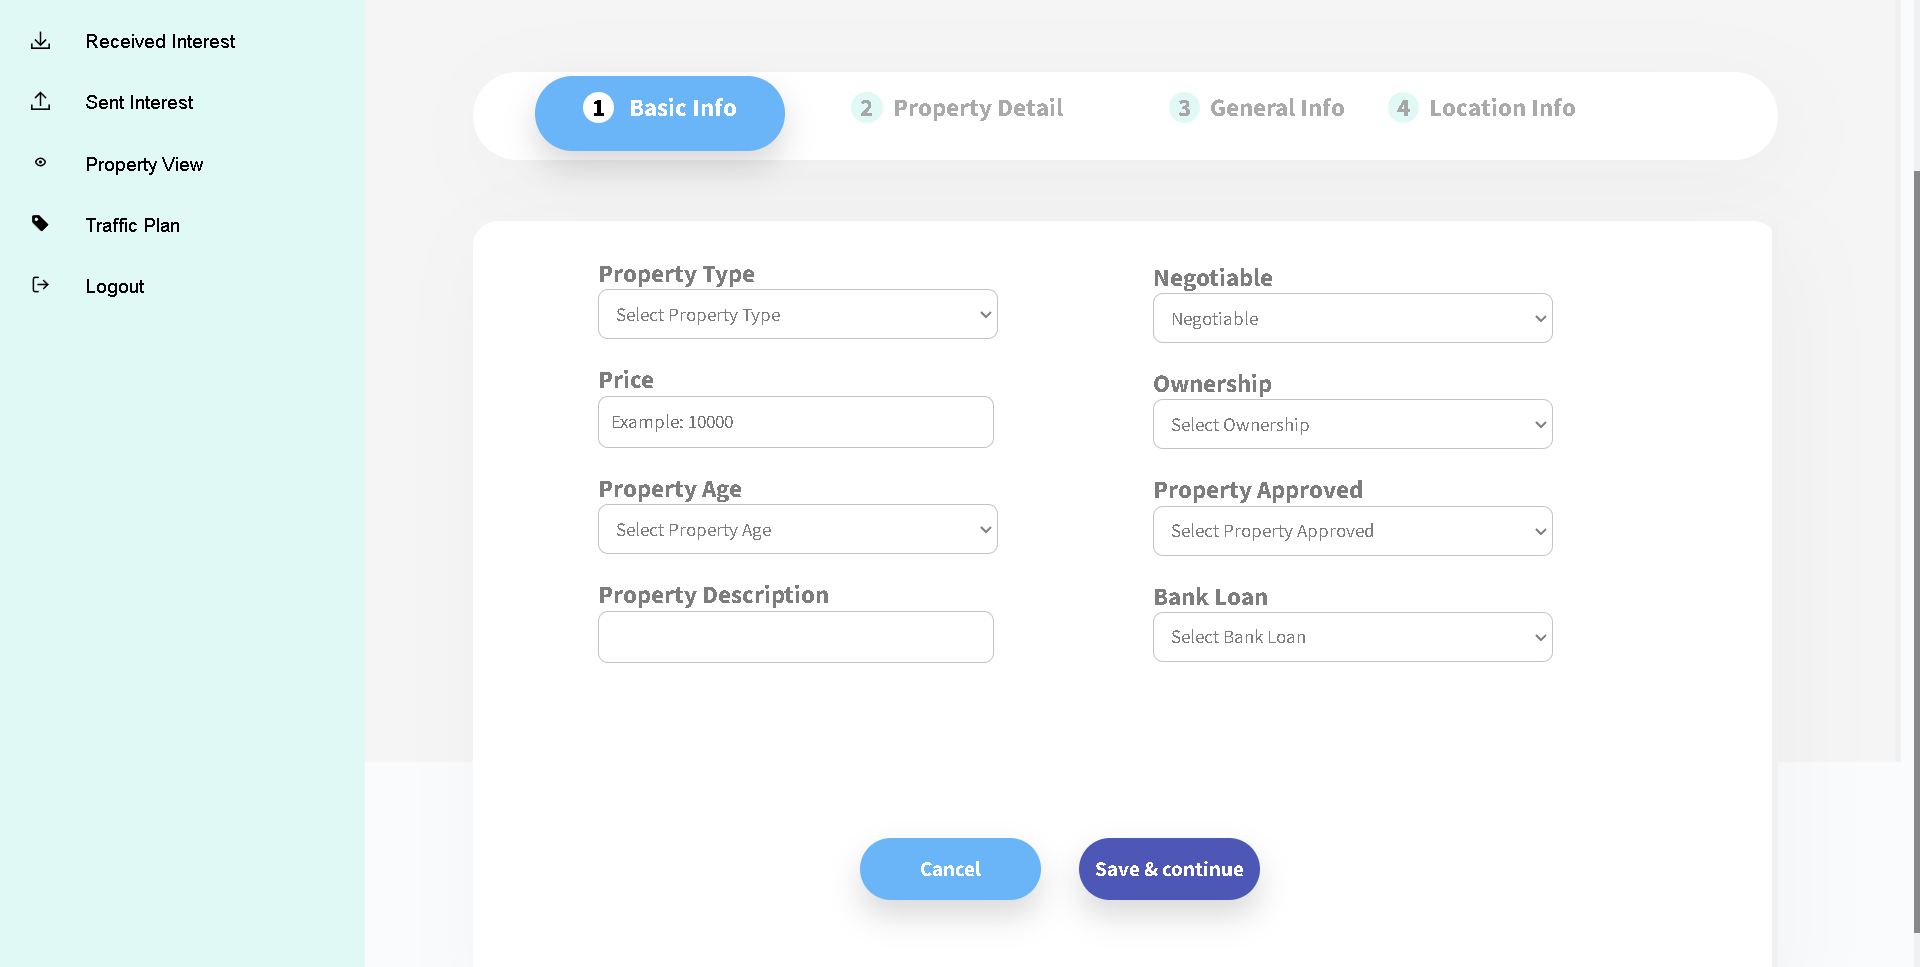 Received Interest
Sent Interest
Property View
Traffic Plan
Logout
1 Basic Info
2 Property Detail
3 General Info
4 Location Info
Property Type
Select Property Type
Negotiable
Negotiable
Price
Example: 10000
Ownership
Select Ownership
Property Age
Select Property Age
Property Approved
Select Property Approved
Property Description
Bank Loan
Select Bank Loan
Cancel
Save & continue